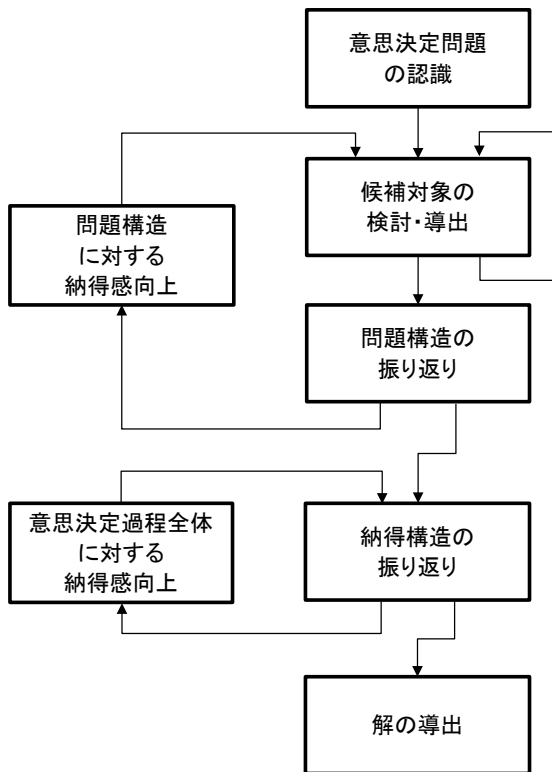 意思決定問題
の認識
候補対象の
検討・導出
問題構造
に対する
納得感向上
問題構造の
振り返り
意思決定過程全体
に対する
納得感向上
納得構造の
振り返り
解の導出